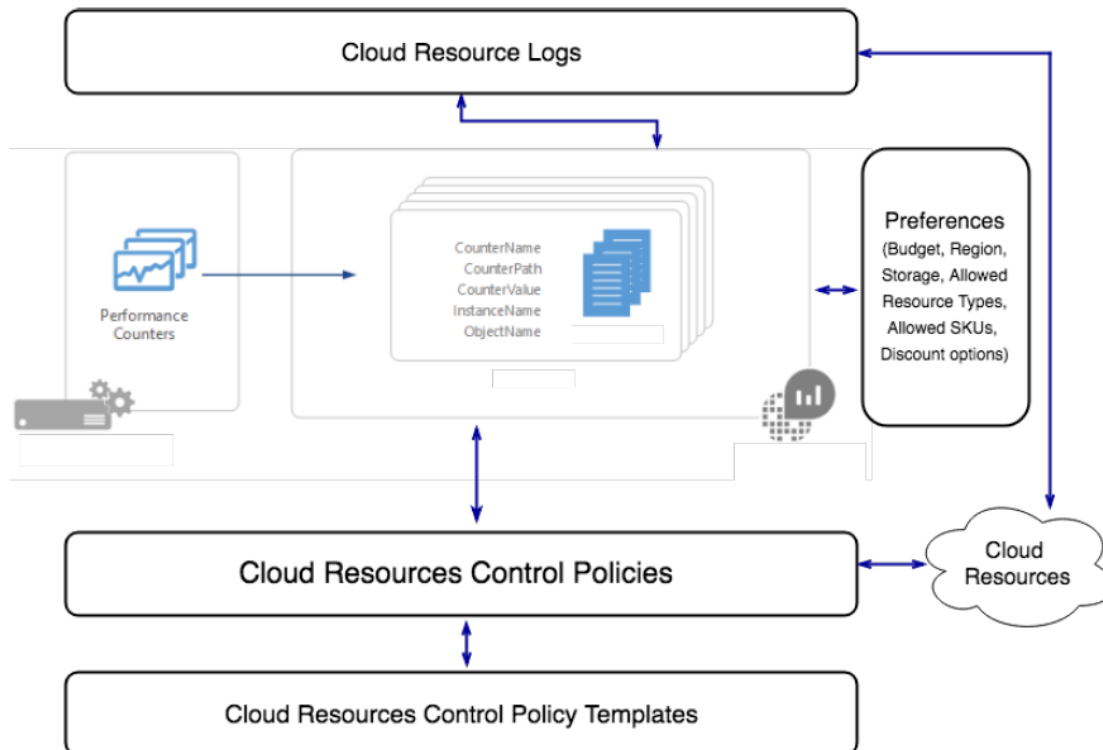 Cloud Resource Logs
Performance
Counters
CounterName
CounterPath
CounterValue
InstanceName
ObjectName
Preferences
(Budget, Region,
Storage, Allowed
Resource Types,
Allowed SKUs,
Discount options)
Cloud Resources Control Policies
Cloud
Resources
Cloud Resources Control Policy Templates